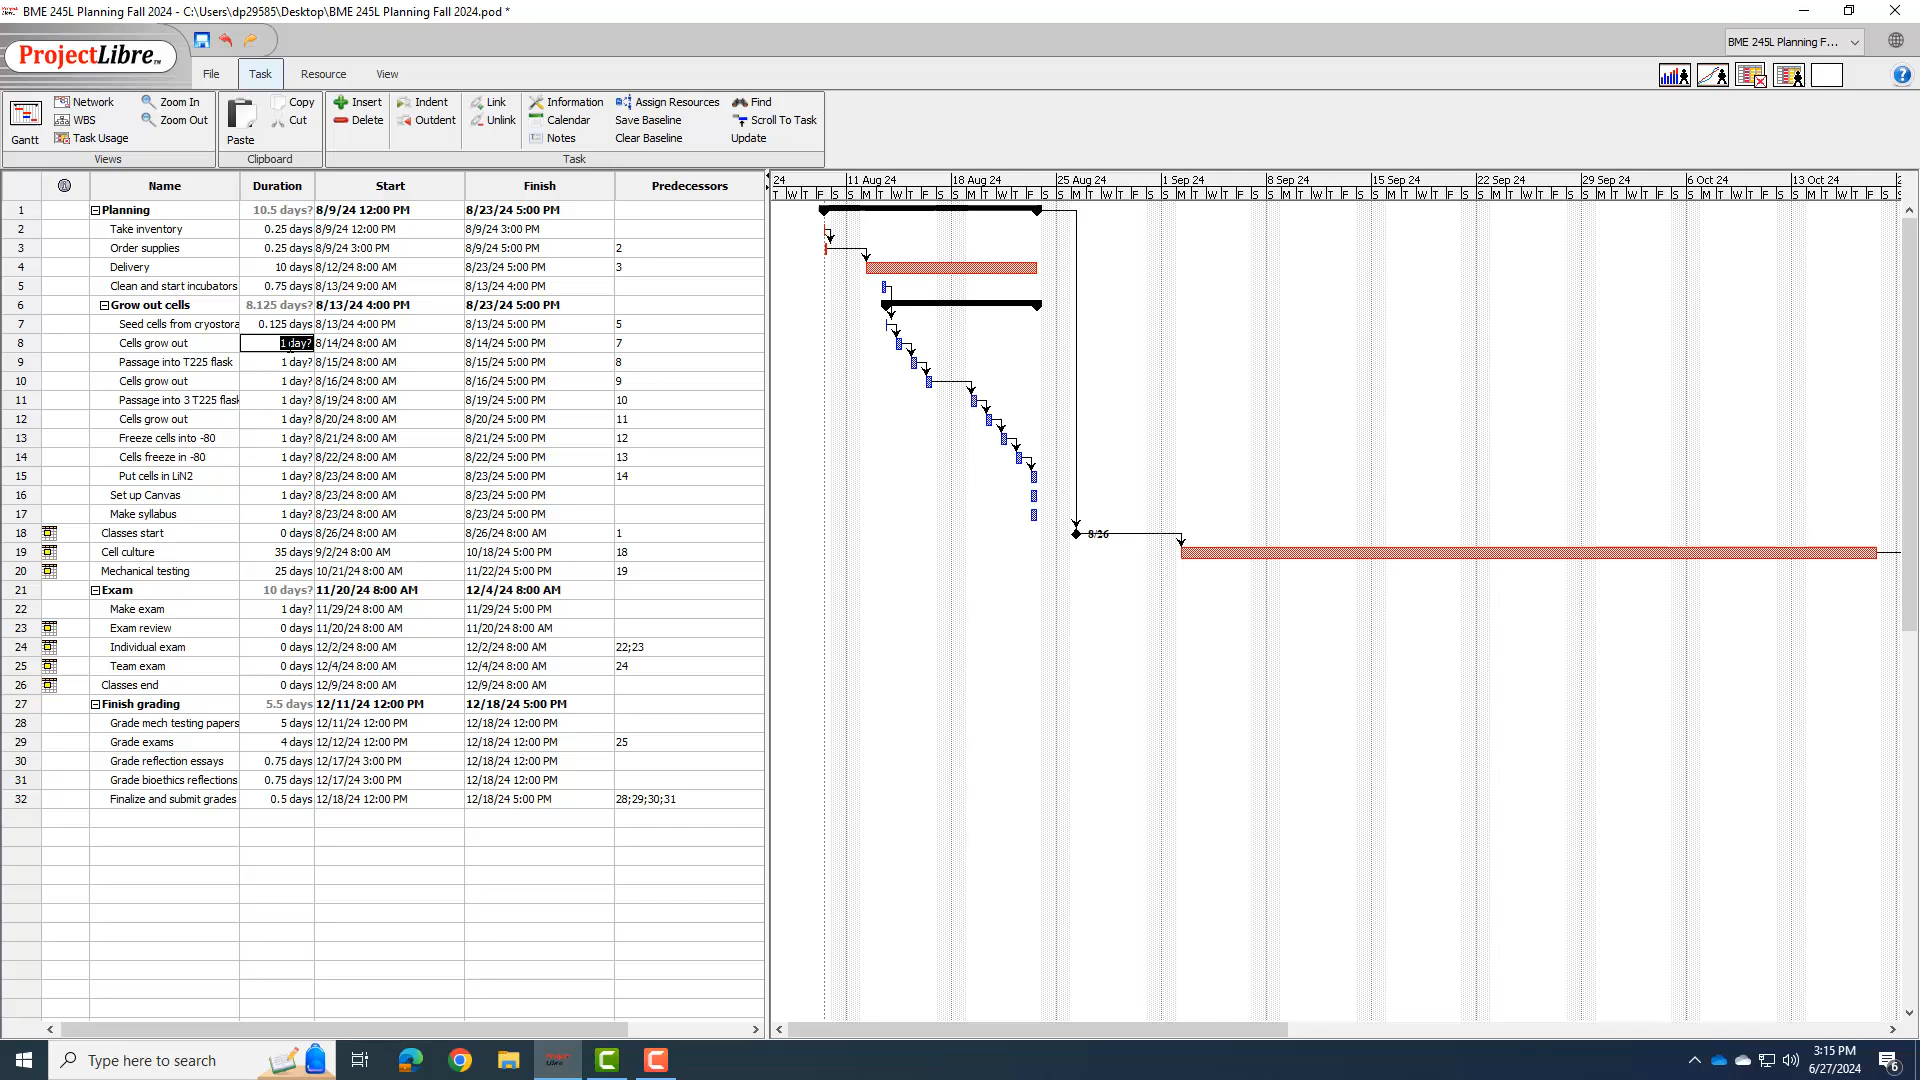 BME 245L Planning Fall 2024 - C:\Users\dp29585\Desktop\BME 245L Planning Fall 2024.pod *
ProjectLibre
BME 245L Planning F...
File Task Resource View
Gantt
Network
WBS
Task Usage
Zoom In
Zoom Out
Views
Paste
Copy
Cut
Clipboard
Insert
Delete
Indent
Outdent
Link
Unlink
Information
Calendar
Notes
Assign Resources
Save Baseline
Clear Baseline
Find
Scroll To Task
Update
Task
Name Duration Start Finish Predecessors
1 Planning 10.5 days? 8/9/24 12:00 PM 8/23/24 5:00 PM
2 Take inventory 0.25 days 8/9/24 12:00 PM 8/9/24 3:00 PM
3 Order supplies 0.25 days 8/9/24 3:00 PM 8/9/24 5:00 PM 2
4 Delivery 10 days 8/12/24 8:00 AM 8/23/24 5:00 PM 3
5 Clean and start incubators 0.75 days 8/13/24 9:00 AM 8/13/24 4:00 PM
6 Grow out cells 8.125 days? 8/13/24 4:00 PM 8/23/24 5:00 PM
7 Seed cells from cryostora 0.125 days 8/13/24 4:00 PM 8/13/24 5:00 PM 5
8 Cells grow out 1 day? 8/14/24 8:00 AM 8/14/24 5:00 PM 7
9 Passage into T225 flask 1 day? 8/15/24 8:00 AM 8/15/24 5:00 PM 8
10 Cells grow out 1 day? 8/16/24 8:00 AM 8/16/24 5:00 PM 9
11 Passage into 3 T225 flask 1 day? 8/19/24 8:00 AM 8/19/24 5:00 PM 10
12 Cells grow out 1 day? 8/20/24 8:00 AM 8/20/24 5:00 PM 11
13 Freeze cells into -80 1 day? 8/21/24 8:00 AM 8/21/24 5:00 PM 12
14 Cells freeze in -80 1 day? 8/22/24 8:00 AM 8/22/24 5:00 PM 13
15 Put cells in LiN2 1 day? 8/23/24 8:00 AM 8/23/24 5:00 PM 14
16 Set up Canvas 1 day? 8/23/24 8:00 AM 8/23/24 5:00 PM
17 Make syllabus 1 day? 8/23/24 8:00 AM 8/23/24 5:00 PM
18 Classes start 0 days 8/26/24 8:00 AM 8/26/24 8:00 AM 1
19 Cell culture 35 days 9/2/24 8:00 AM 10/18/24 5:00 PM 18
20 Mechanical testing 25 days 10/21/24 8:00 AM 11/22/24 5:00 PM 19
21 Exam 10 days? 11/20/24 8:00 AM 12/4/24 8:00 AM
22 Make exam 1 day? 11/29/24 8:00 AM 11/29/24 5:00 PM
23 Exam review 0 days 11/20/24 8:00 AM 11/20/24 8:00 AM
24 Individual exam 0 days 12/2/24 8:00 AM 12/2/24 8:00 AM 22;23
25 Team exam 0 days 12/4/24 8:00 AM 12/4/24 8:00 AM 24
26 Classes end 0 days 12/9/24 8:00 AM 12/9/24 8:00 AM
27 Finish grading 5.5 days 12/11/24 12:00 PM 12/18/24 5:00 PM
28 Grade mech testing papers 5 days 12/11/24 12:00 PM 12/18/24 12:00 PM
29 Grade exams 4 days 12/12/24 12:00 PM 12/18/24 12:00 PM 25
30 Grade reflection essays 0.75 days 12/17/24 3:00 PM 12/18/24 12:00 PM
31 Grade bioethics reflections 0.75 days 12/17/24 3:00 PM 12/18/24 12:00 PM
32 Finalize and submit grades 0.5 days 12/18/24 12:00 PM 12/18/24 5:00 PM 28;29;30;31
24 11 Aug 24 18 Aug 24 25 Aug 24 1 Sep 24 8 Sep 24 15 Sep 24 22 Sep 24 29 Sep 24 6 Oct 24 13 Oct 24
T W T F S S M T W T F S S M T W T F S S M T W T F S S M T W T F S S M T W T F S S M T W T F S S M T W T F S S M T W T F S S M T W T F S S M T W T F S S M T W T F S
8/26
Type here to search
3:15 PM
6/27/2024
6